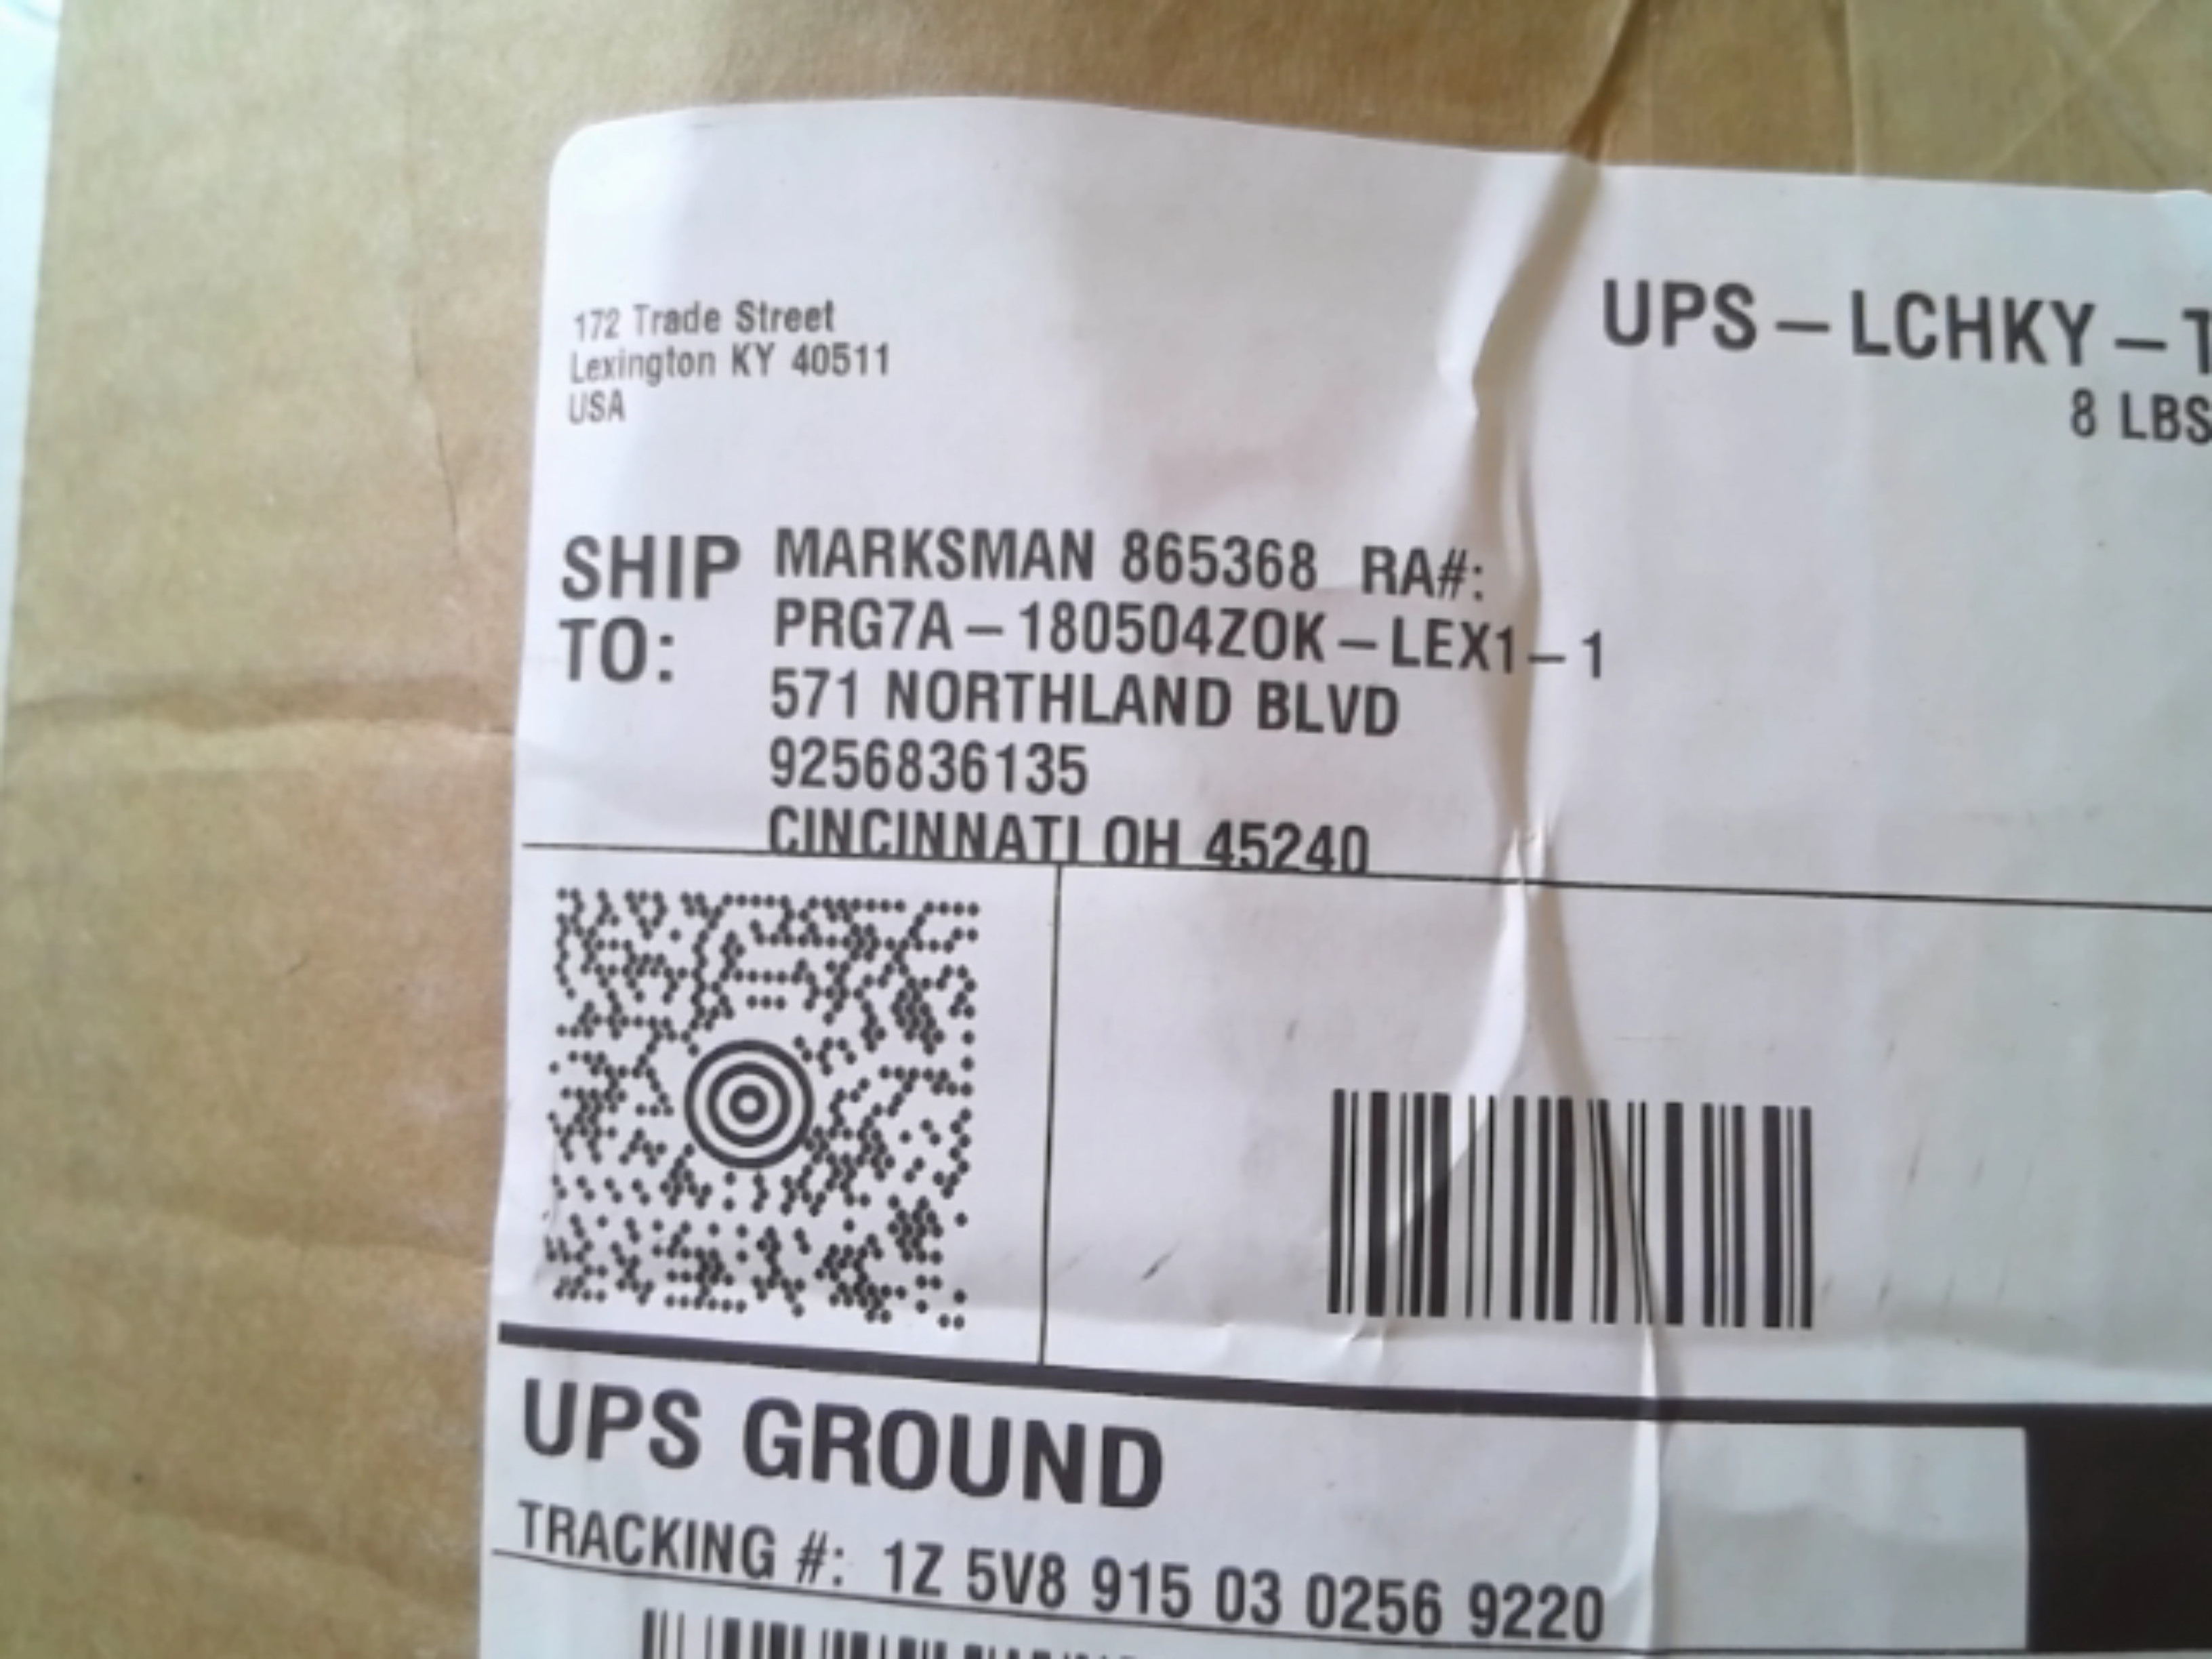 172 Trade Street
Lexington KY 40511
USA
UPS – LCHKY – T
8 LBS
SHIP TO:
MARKSMAN 865368 RA#:
PRG7A – 180504ZOK – LEX1 – 1
571 NORTHLAND BLVD
9256836135
CINCINNATI OH 45240
UPS GROUND
TRACKING #: 1Z 5V8 915 03 0256 9220